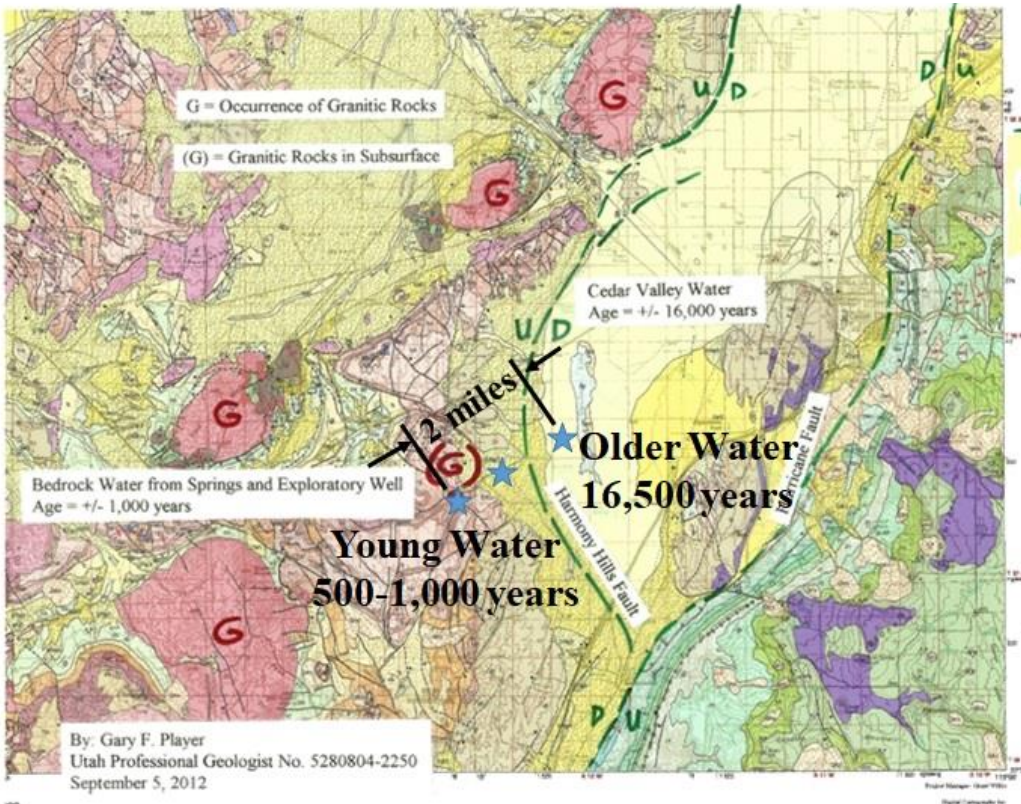 G = Occurrence of Granitic Rocks
(G) = Granitic Rocks in Subsurface
G
U
D
D
U
G
Cedar Valley Water
Age = +/- 16,000 years
U D
2 miles
G
(G)
Older Water
16,500 years
Bedrock Water from Springs and Exploratory Well
Age = +/- 1,000 years
Young Water
500-1,000 years
Harmony Hills Fault
Hurricane Fault
G
D
U
By: Gary F. Player
Utah Professional Geologist No. 5280804-2250
September 5, 2012